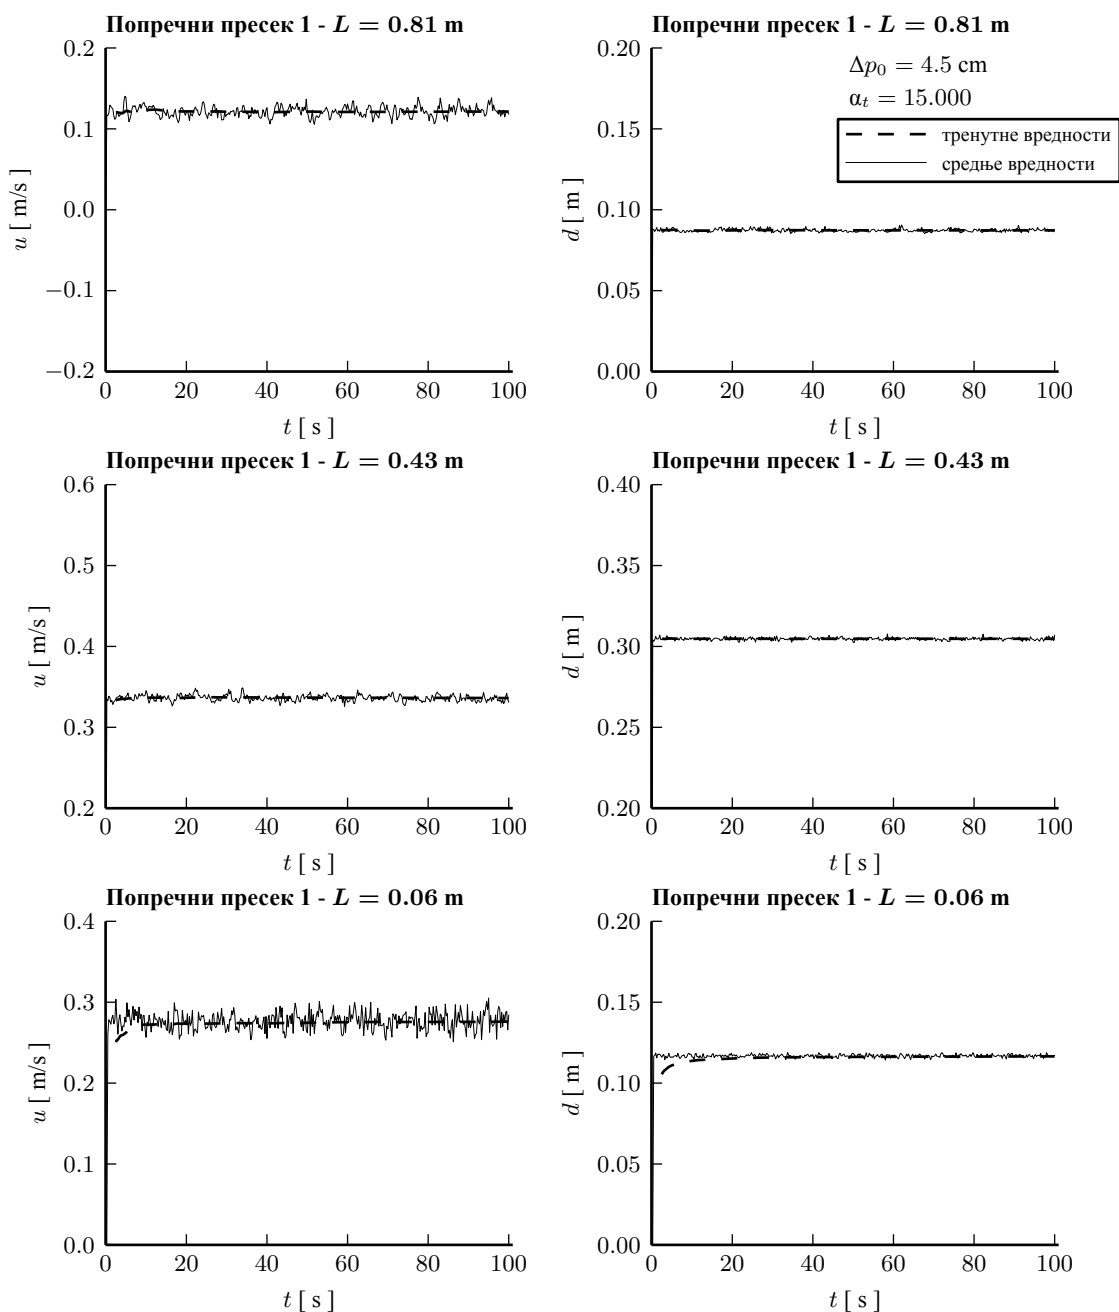 Попречни пресек 1 - L = 0.81 m
0.2
0.1
0.0
−0.1
−0.2
u [ m/s ]
0 20 40 60 80 100
t [ s ]
Попречни пресек 1 - L = 0.81 m
Δp₀ = 4.5 cm
α_t = 15.000
тренутне вредности
средње вредности
0.20
0.15
0.10
0.05
0.00
d [ m ]
0 20 40 60 80 100
t [ s ]
Попречни пресек 1 - L = 0.43 m
0.6
0.5
0.4
0.3
0.2
u [ m/s ]
0 20 40 60 80 100
t [ s ]
Попречни пресек 1 - L = 0.43 m
0.40
0.35
0.30
0.25
0.20
d [ m ]
0 20 40 60 80 100
t [ s ]
Попречни пресек 1 - L = 0.06 m
0.4
0.3
0.2
0.1
0.0
u [ m/s ]
0 20 40 60 80 100
t [ s ]
Попречни пресек 1 - L = 0.06 m
0.20
0.15
0.10
0.05
0.00
d [ m ]
0 20 40 60 80 100
t [ s ]